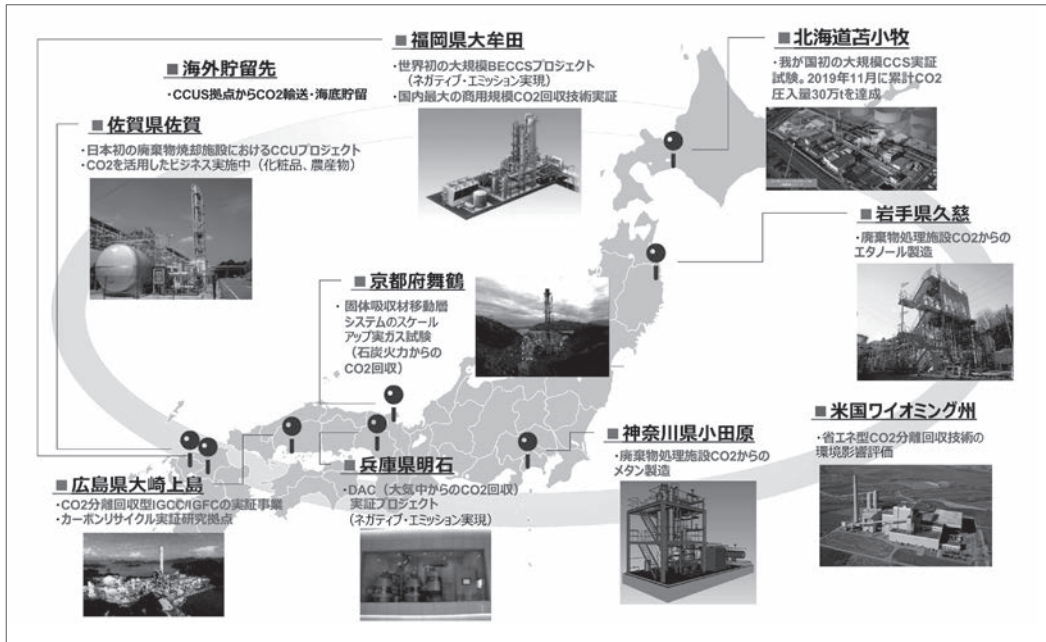 ■福岡県大牟田
・世界初の大規模BECCSプロジェクト
（ネガティブ・エミッション実現）
・国内最大の商用規模CO2回収技術実証
■北海道苫小牧
・我が国初の大規模CCS実証
試験。2019年11月に累計CO2
圧入量30万tを達成
■海外貯留先
・CCUS拠点からCO2輸送・海底貯留
■佐賀県佐賀
・日本初の廃棄物焼却施設におけるCCUプロジェクト
・CO2を活用したビジネス実施中（化粧品、農産物）
■岩手県久慈
・廃棄物処理施設CO2からの
エタノール製造
■京都府舞鶴
・固体吸収材移動層
システムのスケール
アップ実ガス試験
（石炭火力からの
CO2回収）
■米国ワイオミング州
・省エネ型CO2分離回収技術の
環境影響評価
■神奈川県小田原
・廃棄物処理施設CO2からの
メタン製造
■広島県大崎上島
・CO2分離回収型IGCC/IGFCの実証事業
・カーボンリサイクル実証研究拠点
■兵庫県明石
・DAC（大気中からのCO2回収）
実証プロジェクト
（ネガティブ・エミッション実現）